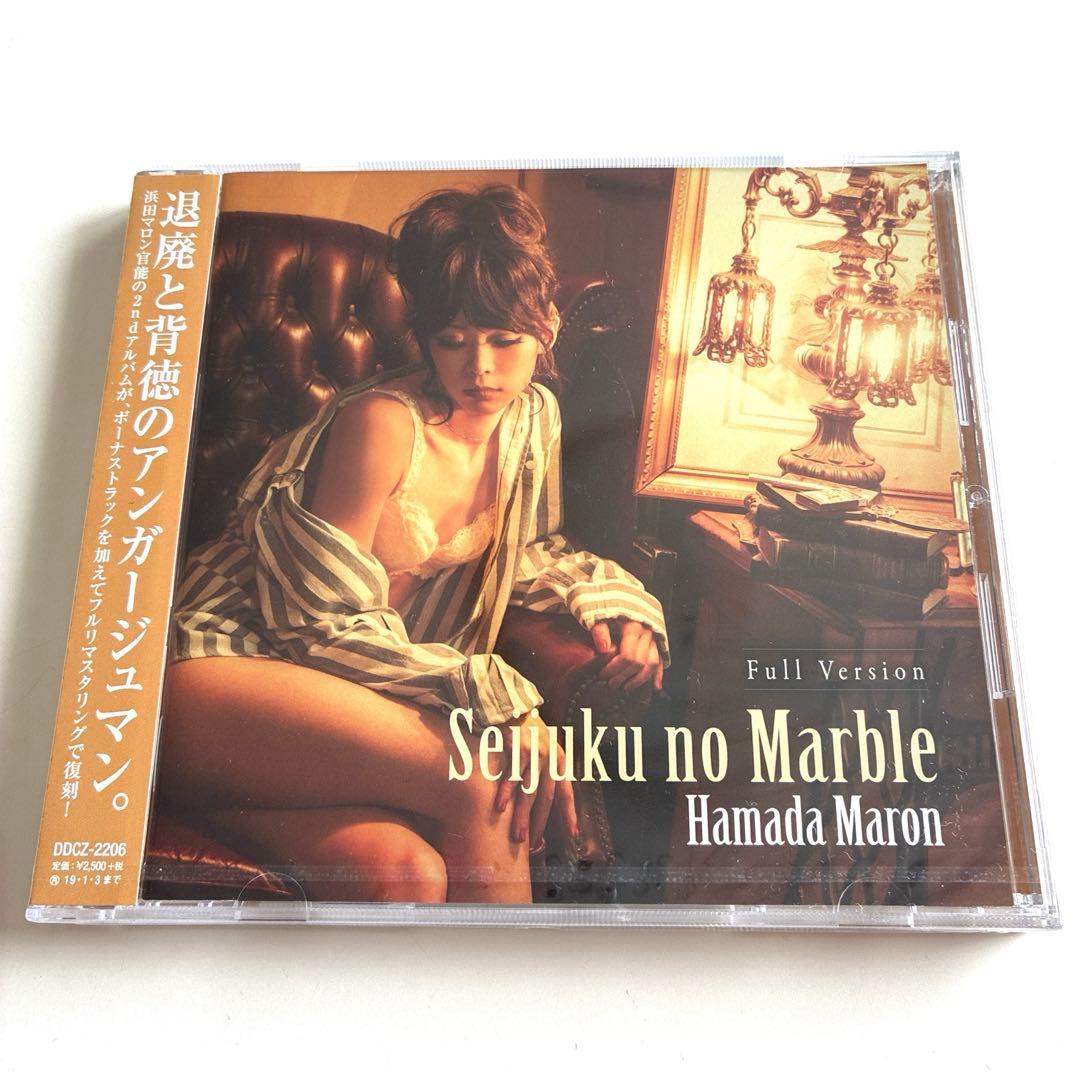 退廃と背徳のアンガージュマン。
浜田マロン官能の2ndアルバムが、ボーナストラックを加えてフルリマスタリングで復刻！
DDCZ-2206
定価：¥2,500+税
Ⓡ19・1・3まで
Full Version
Seijuku no Marble
Hamada Maron